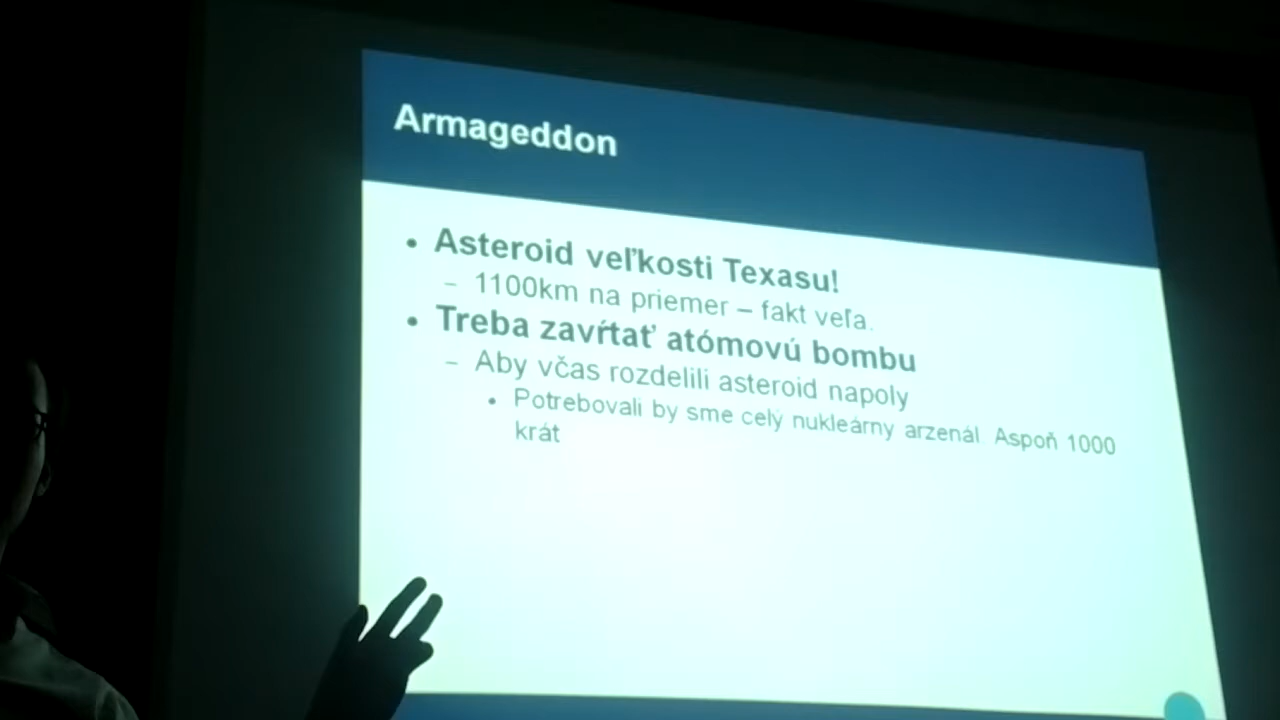 Armageddon
• Asteroid veľkosti Texasu!
– 1100km na priemer – fakt veľa.
• Treba zavŕtať atómovú bombu
– Aby včas rozdelili asteroid napoly
• Potrebovali by sme celý nukleárny arzenál. Aspoň 1000
krát